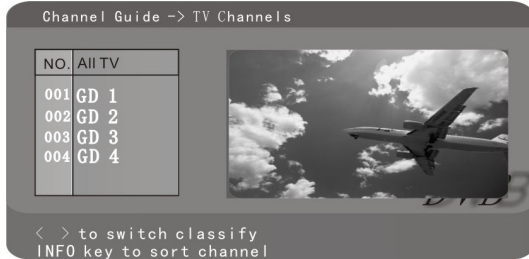 Channel Guide -> TV Channels
NO. All TV
001 GD 1
002 GD 2
003 GD 3
004 GD 4
< > to switch classify
INFO key to sort channel